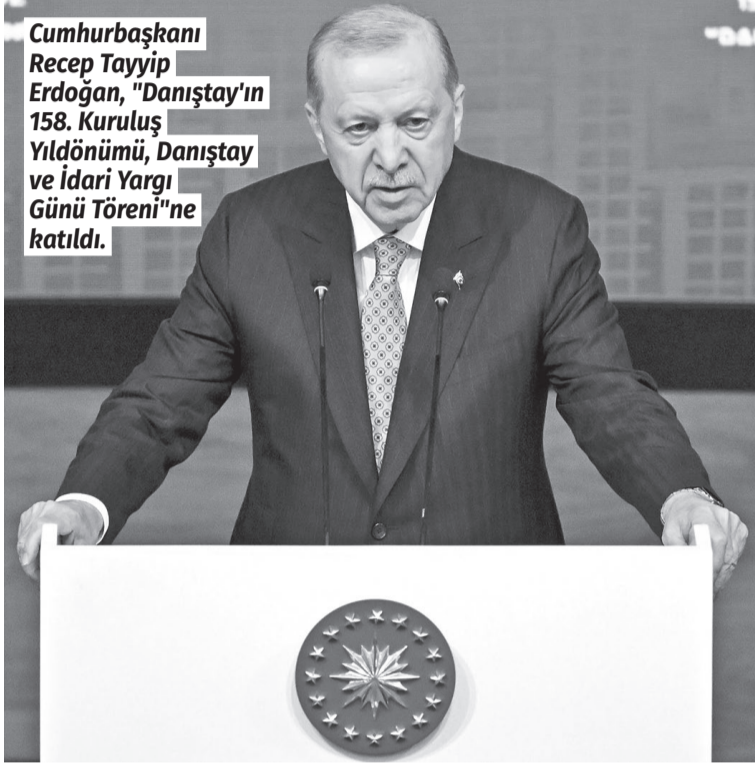 Cumhurbaşkanı
Recep Tayyip
Erdoğan, "Danıştay'ın
158. Kuruluş
Yıldönümü, Danıştay
ve İdari Yargı
Günü Töreni"ne
katıldı.